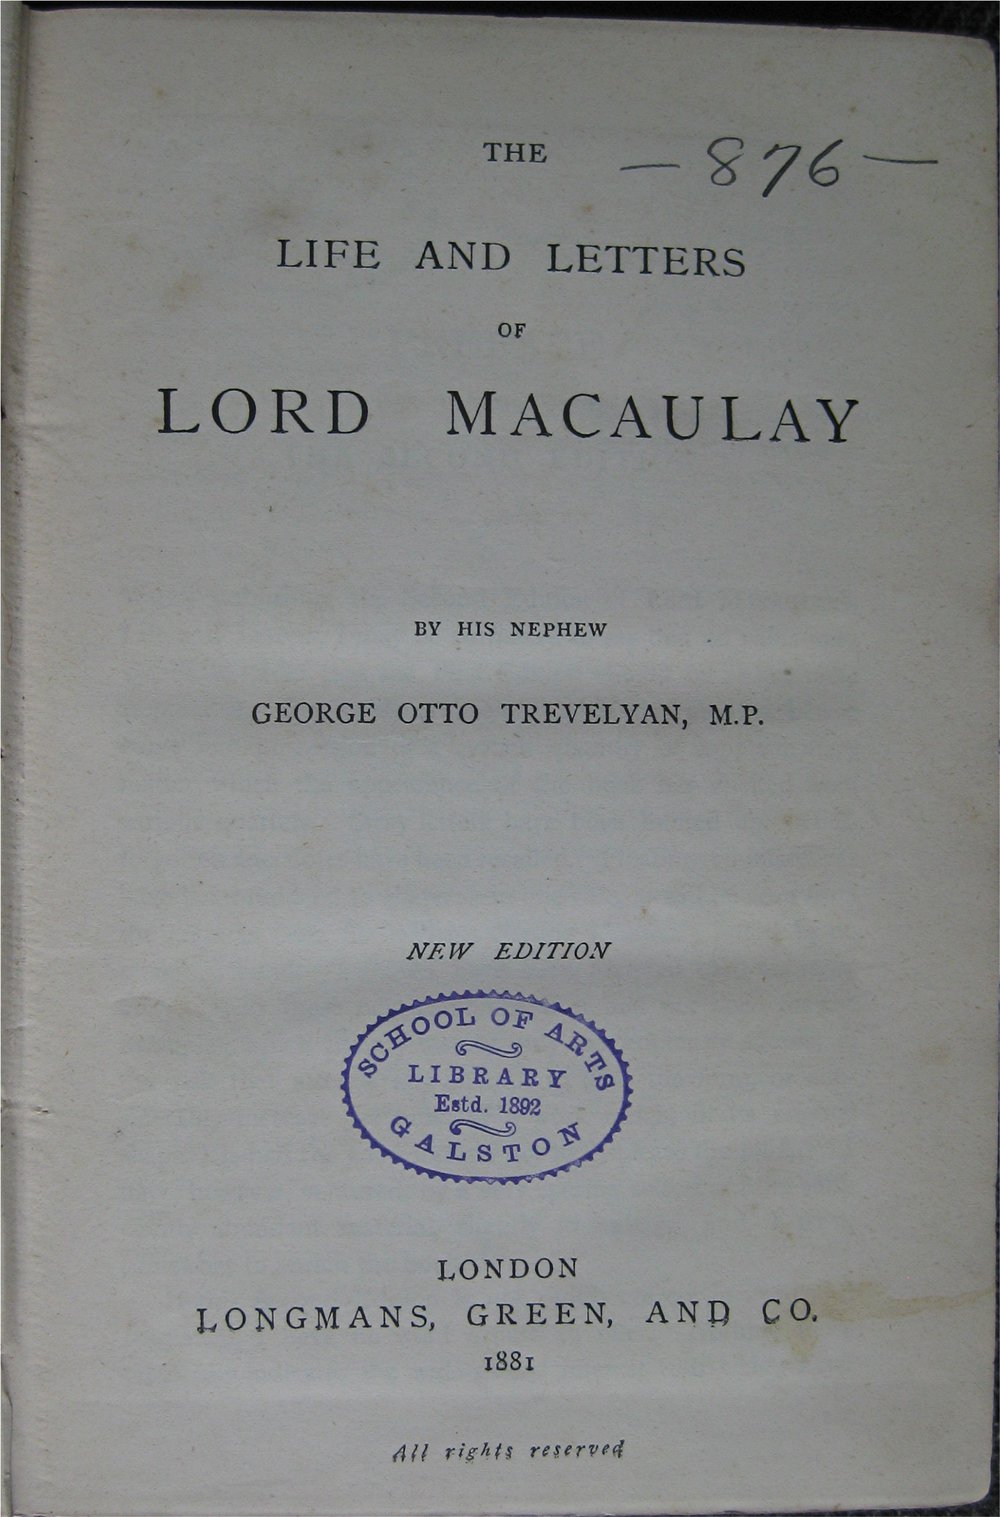 THE — 876 —
LIFE AND LETTERS
OF
LORD MACAULAY
BY HIS NEPHEW
GEORGE OTTO TREVELYAN, M.P.
NEW EDITION
SCHOOL OF ARTS
LIBRARY
Estd. 1892
GALSTON
LONDON
LONGMANS, GREEN, AND CO.
1881
All rights reserved